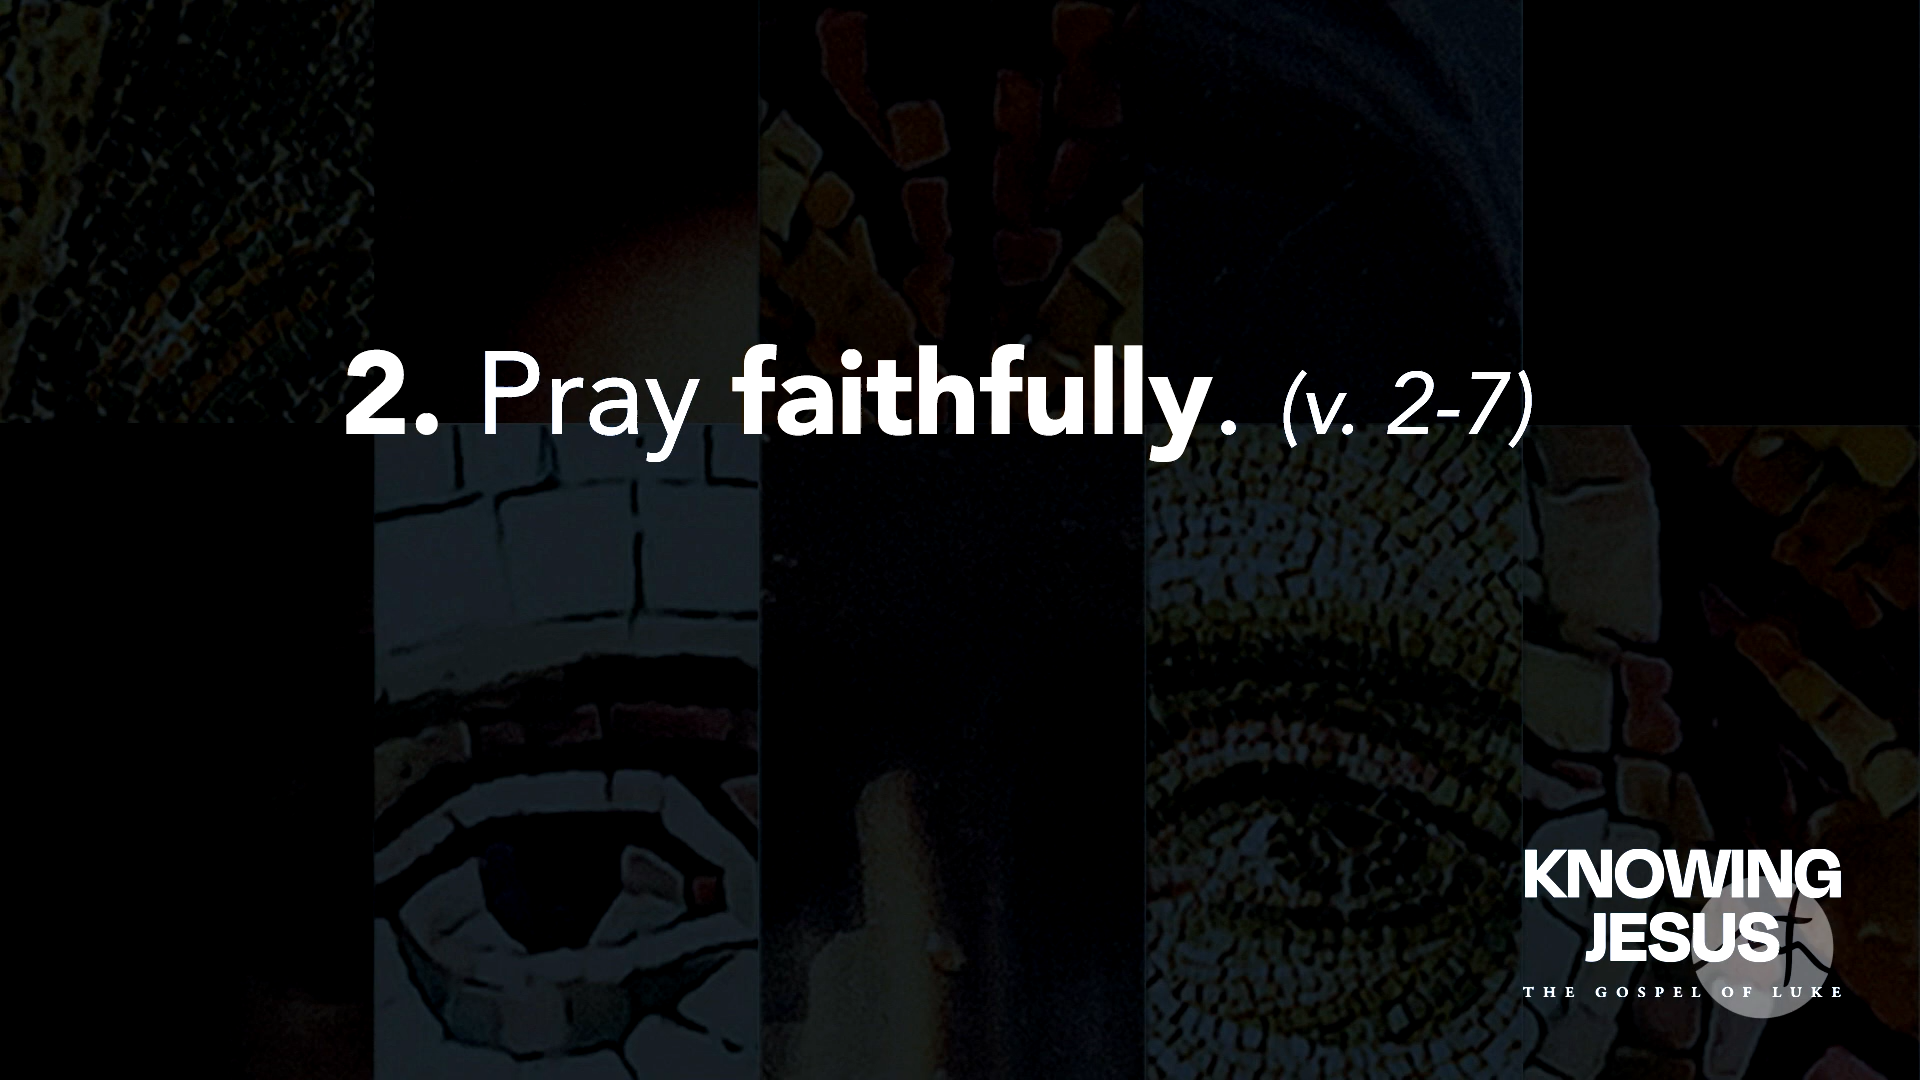 2. Pray faithfully. (v. 2-7)
KNOWING
JESUS
THE GOSPEL OF LUKE